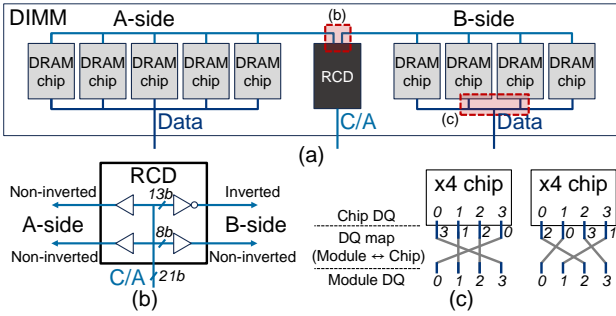 DIMM
A-side
(b)
B-side
DRAM chip
DRAM chip
DRAM chip
DRAM chip
DRAM chip
RCD
DRAM chip
DRAM chip
DRAM chip
DRAM chip
Data
C/A
(c)
Data
(a)
RCD
Non-inverted
13b
Inverted
A-side
B-side
8b
Non-inverted
Non-inverted
C/A
21b
(b)
x4 chip
x4 chip
Chip DQ
0 1 2 3
0 1 2 3
DQ map
(Module ↔ Chip)
3 1 2 0
2 0 3 1
Module DQ
0 1 2 3
0 1 2 3
(c)